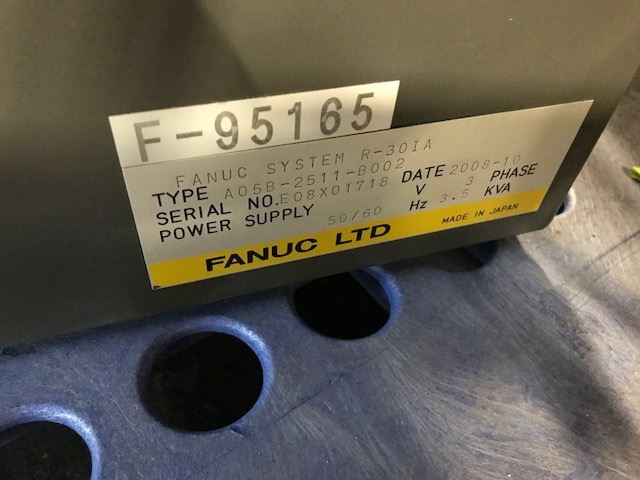 F-95165
FANUC SYSTEM R-30IA
TYPE A05B-2511-B002 DATE 2008-10
SERIAL NO. E08X01718 V 3 PHASE
POWER SUPPLY 50/60 Hz 3.5 KVA
FANUC LTD MADE IN JAPAN